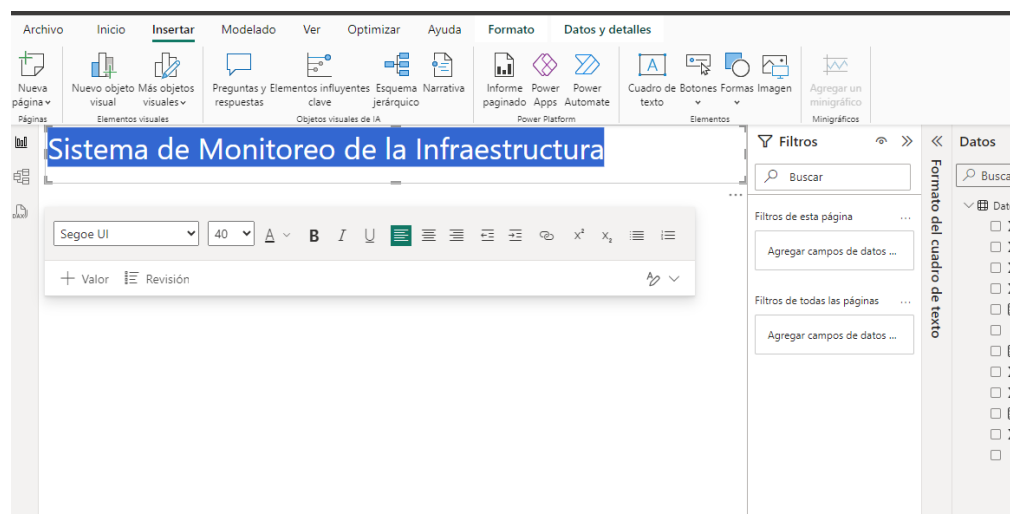 Archivo Inicio Insertar Modelado Ver Optimizar Ayuda Formato Datos y detalles
Nueva página
Nuevo objeto visual
Más objetos visuales
Preguntas y respuestas
Elementos influyentes clave
Esquema jerárquico
Narrativa
Informe paginado
Power Apps
Power Automate
Cuadro de texto
Botones
Formas
Imagen
Agregar un minigráfico
Páginas
Elementos visuales
Objetos visuales de IA
Power Platform
Elementos
Minigráficos
Sistema de Monitoreo de la Infraestructura
Segoe UI 40 A B I U
Valor Revisión
Filtros
Buscar
Filtros de esta página ...
Agregar campos de datos ...
Filtros de todas las páginas ...
Agregar campos de datos ...
Formato del cuadro de texto
Datos
Busca
Dat